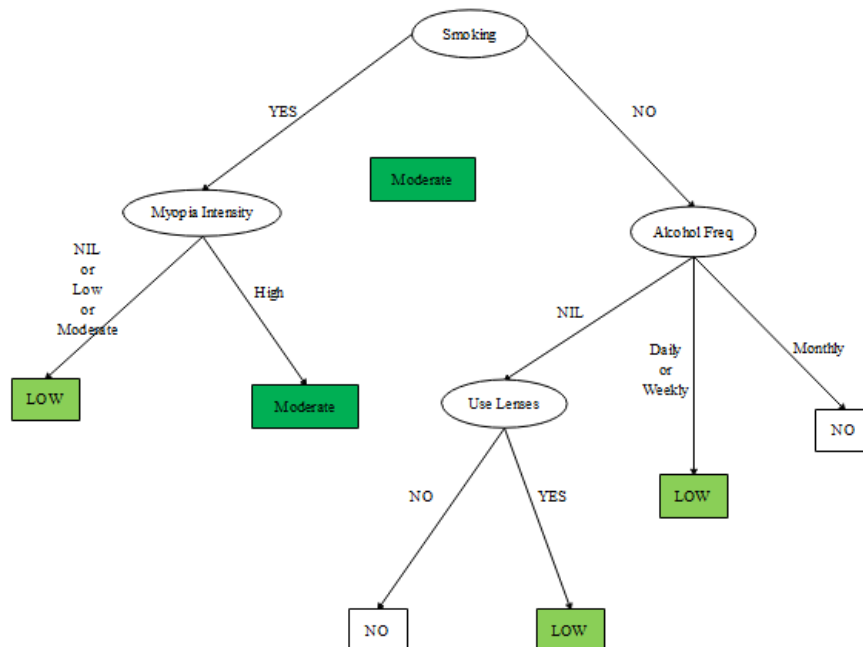 Smoking
YES
NO
Moderate
Myopia Intensity
Alcohol Freq
NIL
or
Low
or
Moderate
High
NIL
Daily
or
Weekly
Monthly
LOW
Moderate
Use Lenses
NO
NO
YES
LOW
NO
LOW